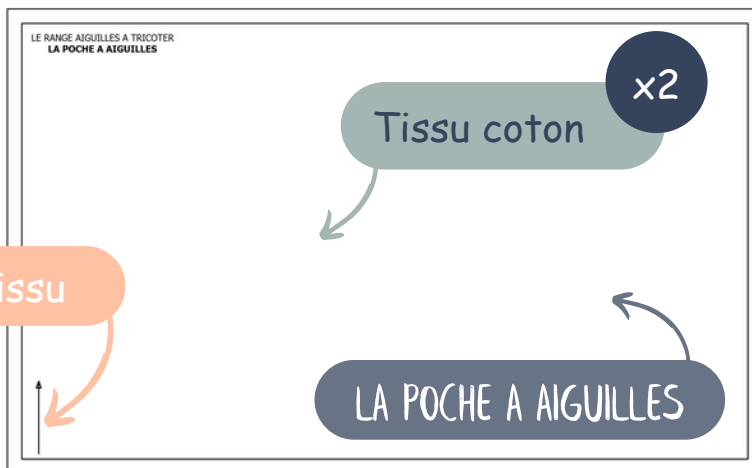 LE RANGE AIGUILLES A TRICOTER
LA POCHE A AIGUILLES
x2
Tissu coton
issu
LA POCHE A AIGUILLES